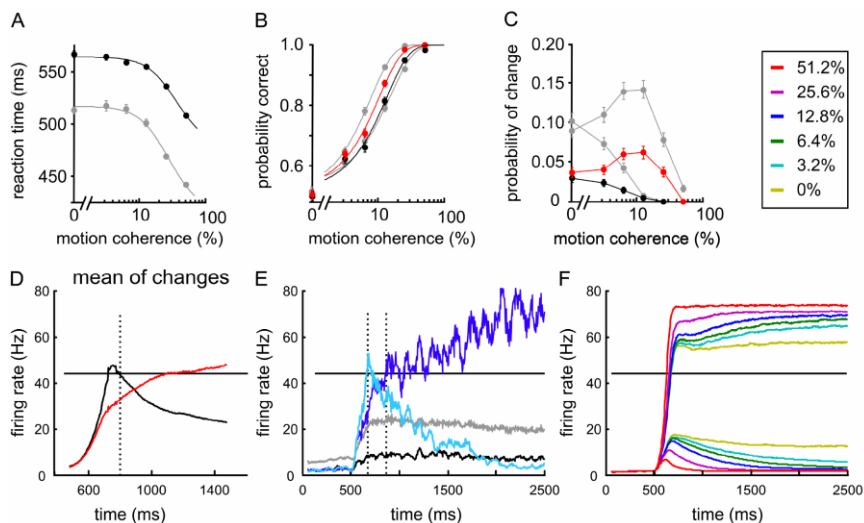 A
reaction time (ms)
550
500
450
0
10
100
motion coherence (%)
B
probability correct
1.0
0.8
0.6
0
10
100
motion coherence (%)
C
probability of change
0.20
0.15
0.10
0.05
0
0
10
100
motion coherence (%)
51.2%
25.6%
12.8%
6.4%
3.2%
0%
D
mean of changes
firing rate (Hz)
80
60
40
20
0
600
1000
1400
time (ms)
E
firing rate (Hz)
80
60
40
20
0
0
500
1500
2500
time (ms)
F
firing rate (Hz)
80
60
40
20
0
0
500
1500
2500
time (ms)